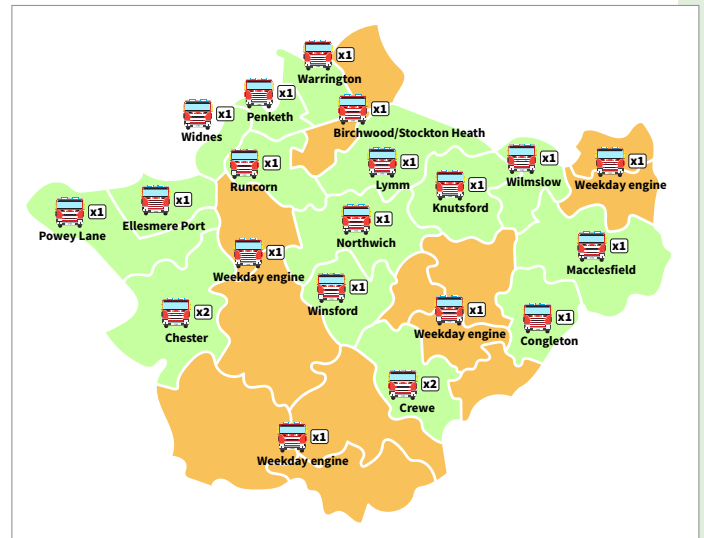 x1
Warrington
x1
Penketh
x1
Widnes
x1
Birchwood/Stockton Heath
x1
Runcorn
x1
Lymm
x1
Knutsford
x1
Wilmslow
x1
Weekday engine
x1
Powey Lane
x1
Ellesmere Port
x1
Northwich
x1
Macclesfield
x1
Weekday engine
x1
Winsford
x2
Chester
x1
Weekday engine
x1
Congleton
x2
Crewe
x1
Weekday engine